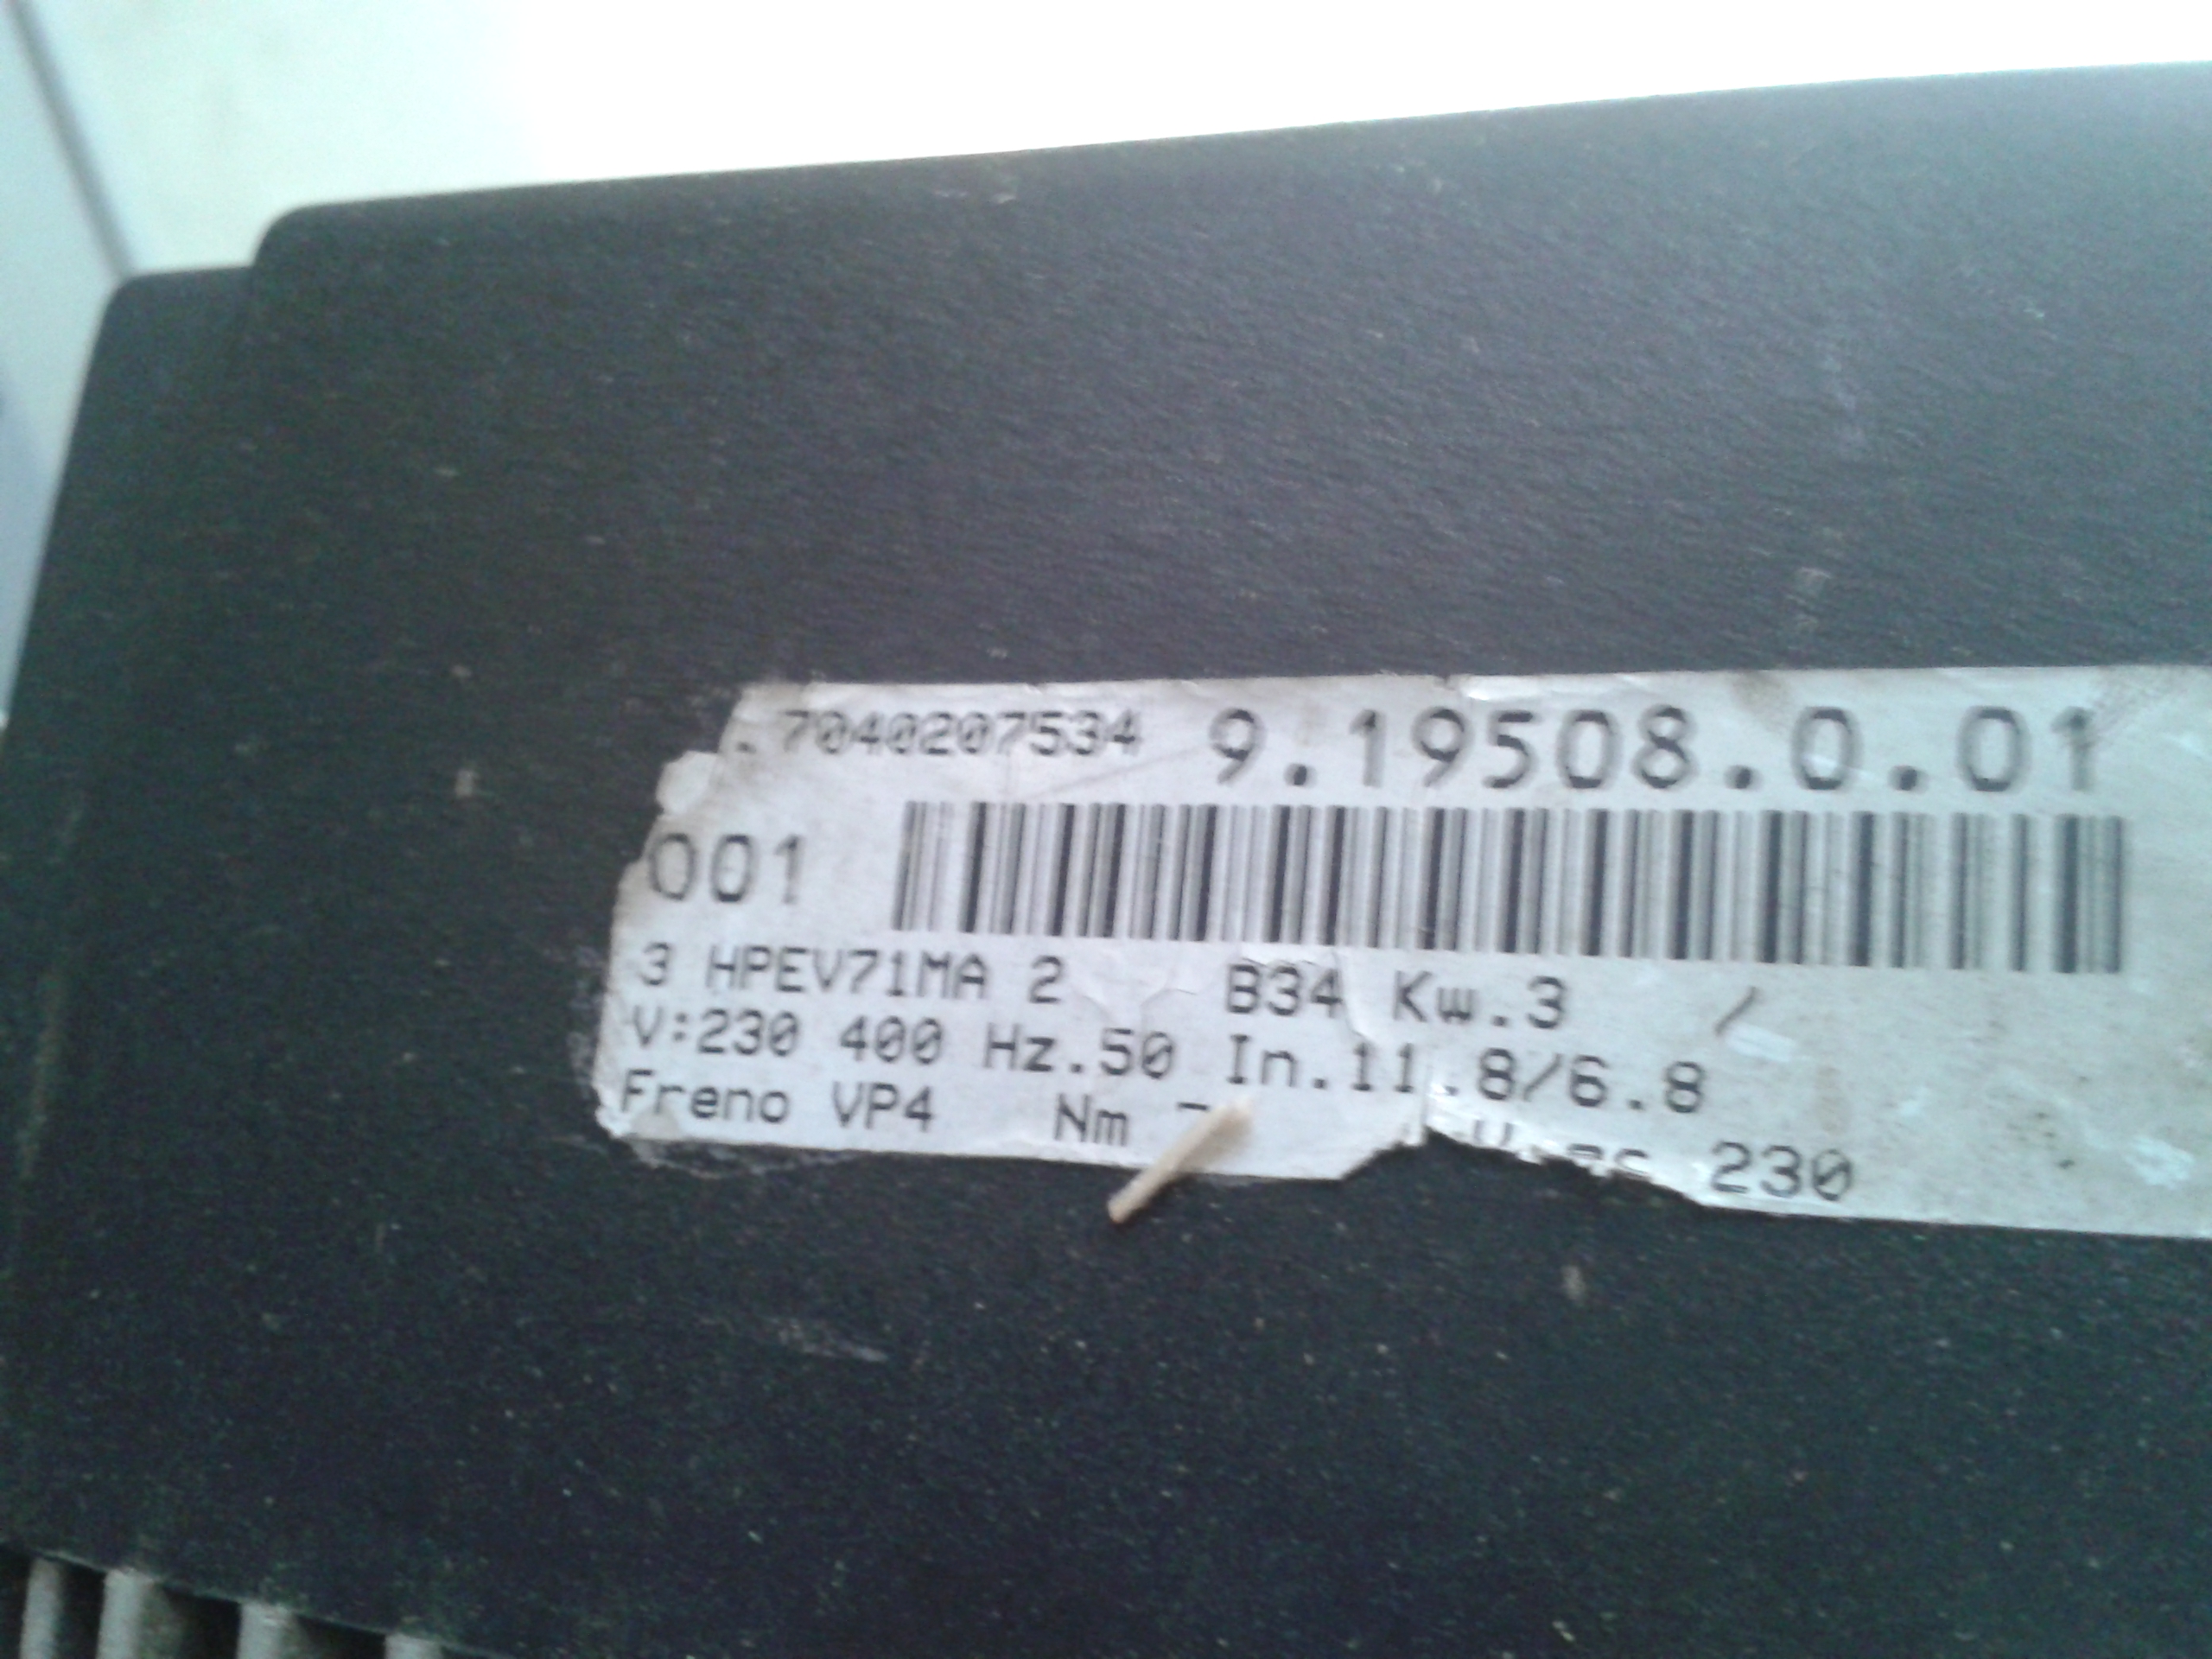 .7040207534 9.19508.0.01
001
3 HPEV71MA 2 B34 Kw.3 /
V:230 400 Hz.50 In.11.8/6.8
Freno VP4 Nm 230